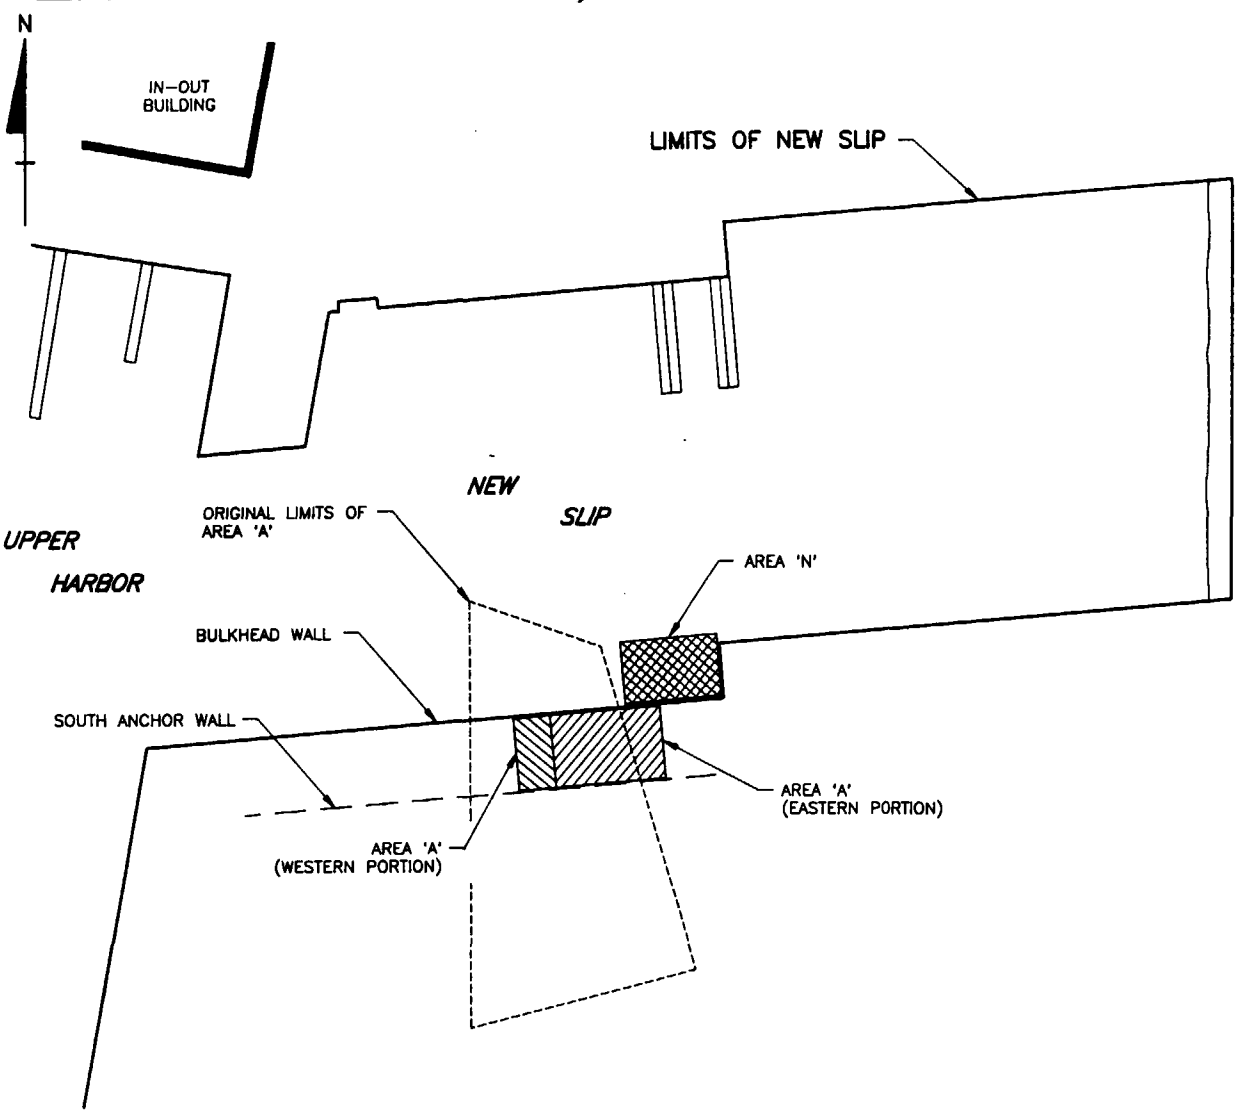 N
IN-OUT
BUILDING
LIMITS OF NEW SLIP
NEW
SLIP
ORIGINAL LIMITS OF
AREA 'A'
UPPER
HARBOR
AREA 'N'
BULKHEAD WALL
SOUTH ANCHOR WALL
AREA 'A'
(EASTERN PORTION)
AREA 'A'
(WESTERN PORTION)